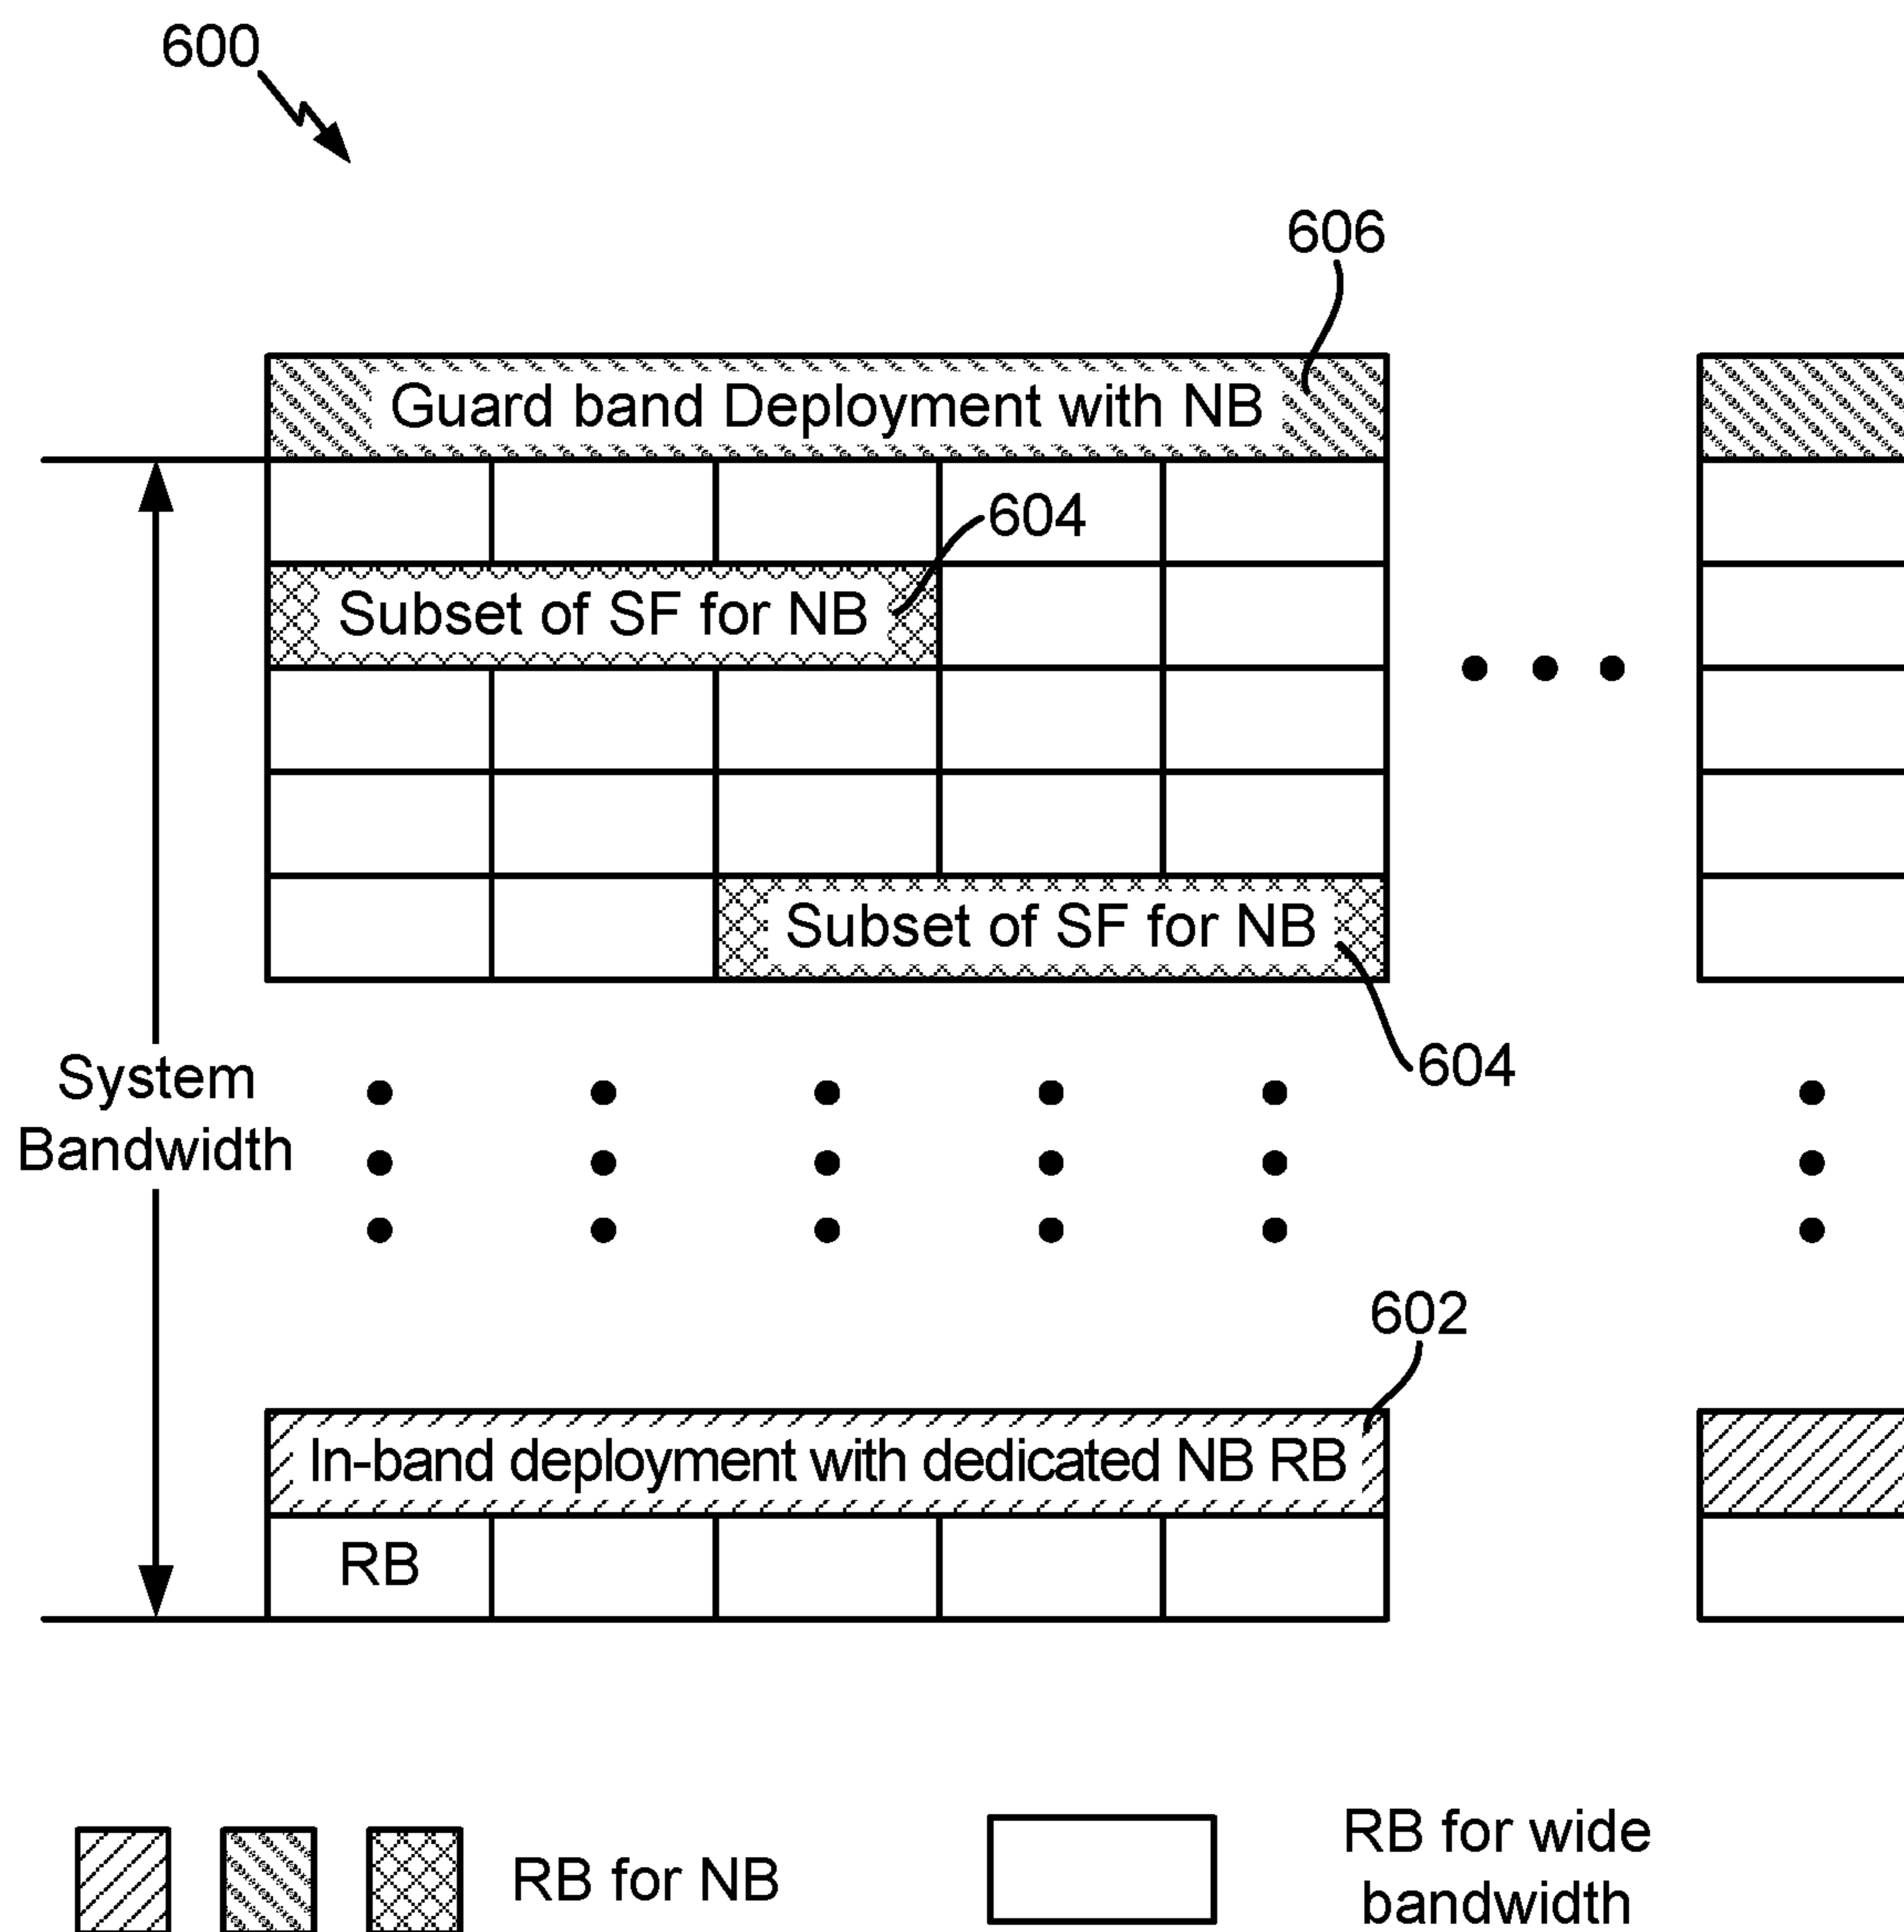 600
606
Guard band Deployment with NB
604
Subset of SF for NB
Subset of SF for NB
604
System
Bandwidth
602
In-band deployment with dedicated NB RB
RB
RB for NB
RB for wide
bandwidth